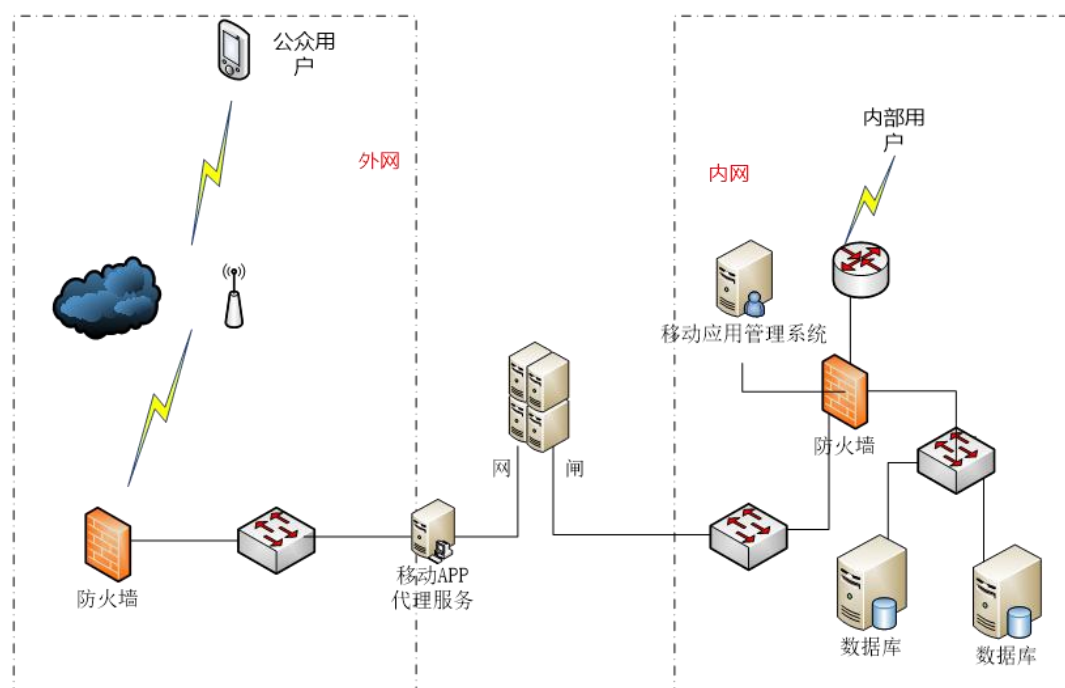 公众用
户
外网
内部用
户
内网
移动应用管理系统
防火墙
网
闸
移动APP
代理服务
防火墙
数据库
数据库